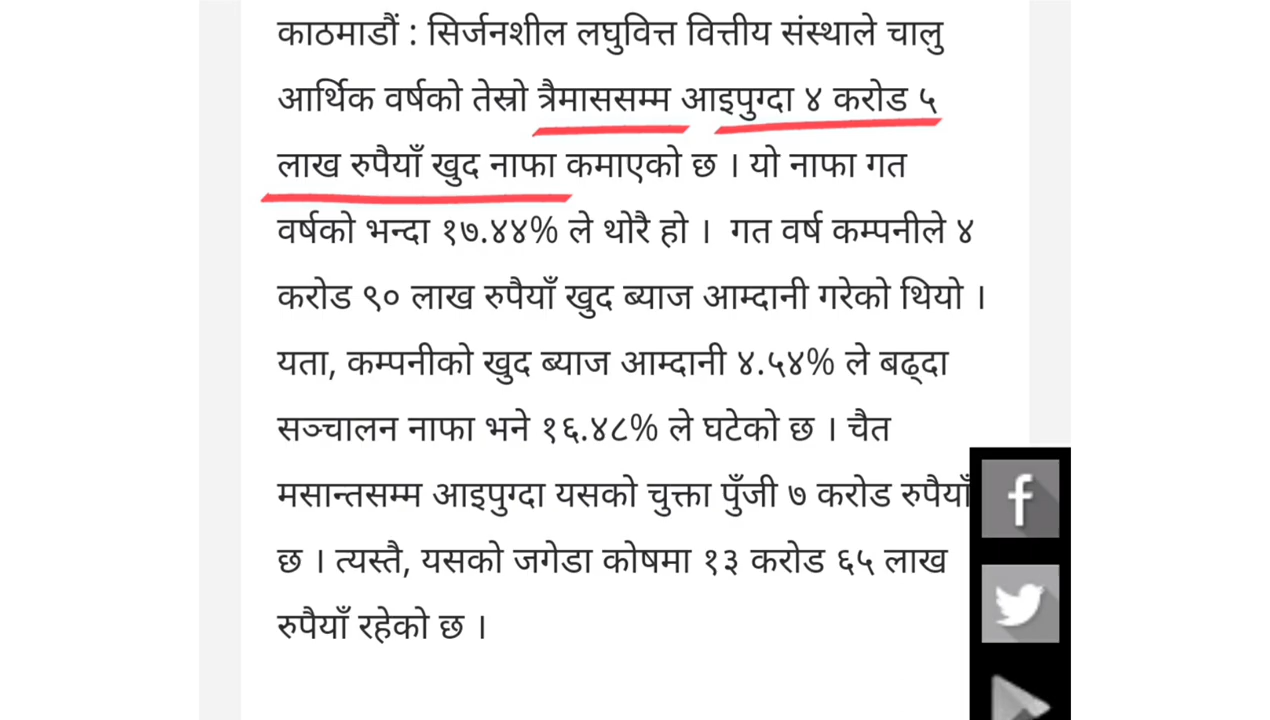 काठमाडौं : सिर्जनशील लघुवित्त वित्तीय संस्थाले चालु
आर्थिक वर्षको तेस्रो त्रैमाससम्म आइपुग्दा ४ करोड ५
लाख रुपैयाँ खुद नाफा कमाएको छ । यो नाफा गत
वर्षको भन्दा १७.४४% ले थोरै हो । गत वर्ष कम्पनीले ४
करोड ९० लाख रुपैयाँ खुद ब्याज आम्दानी गरेको थियो ।
यता, कम्पनीको खुद ब्याज आम्दानी ४.५४% ले बढ्दा
सञ्चालन नाफा भने १६.४८% ले घटेको छ । चैत
मसान्तसम्म आइपुग्दा यसको चुक्ता पुँजी ७ करोड रुपैयाँ
छ । त्यस्तै, यसको जगेडा कोषमा १३ करोड ६५ लाख
रुपैयाँ रहेको छ ।